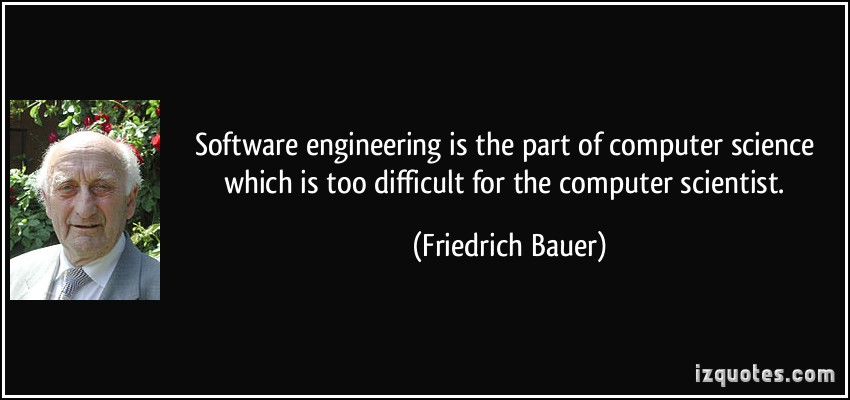 Software engineering is the part of computer science
which is too difficult for the computer scientist.
(Friedrich Bauer)
izquotes.com